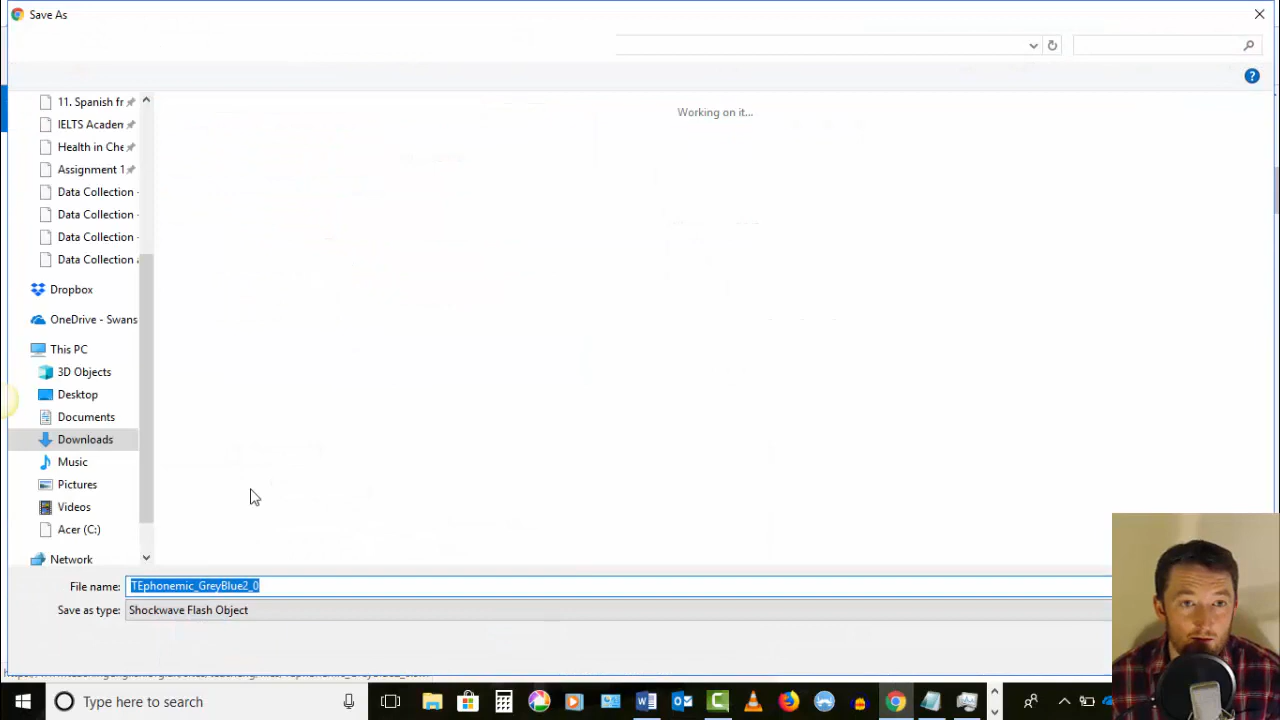 Save As
Working on it...
11. Spanish fr
IELTS Academ
Health in Che
Assignment 1
Data Collection -
Data Collection -
Data Collection -
Data Collection a
Dropbox
OneDrive - Swans
This PC
3D Objects
Desktop
Documents
Downloads
Music
Pictures
Videos
Acer (C:)
Network
File name: TEphonemic_GreyBlue2_0
Save as type: Shockwave Flash Object
Type here to search